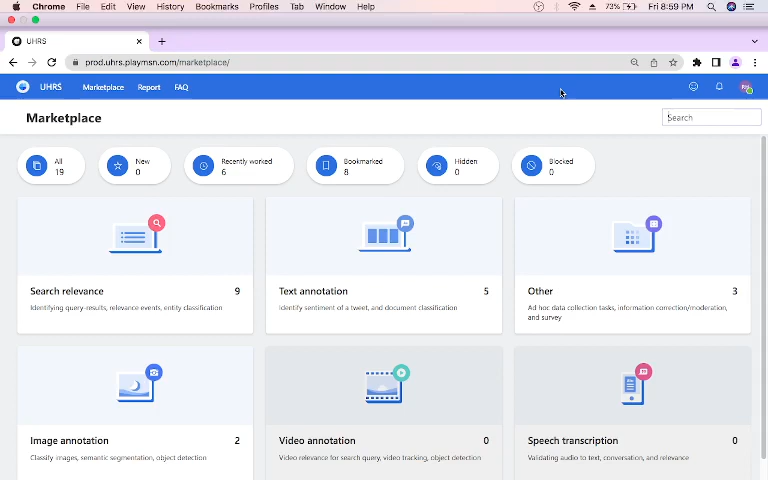 Chrome File Edit View History Bookmarks Profiles Tab Window Help 73% Fri 8:59 PM
UHRS
prod.uhrs.playmsn.com/marketplace/
UHRS Marketplace Report FAQ
Marketplace
Search
All
19
New
0
Recently worked
6
Bookmarked
8
Hidden
0
Blocked
0
Search relevance 9
Identifying query-results, relevance events, entity classification
Text annotation 5
Identify sentiment of a tweet, and document classification
Other 3
Ad hoc data collection tasks, information correction/moderation,
and survey
Image annotation 2
Classify images, semantic segmentation, object detection
Video annotation 0
Video relevance for search query, video tracking, object detection
Speech transcription 0
Validating audio to text, conversation, and relevance